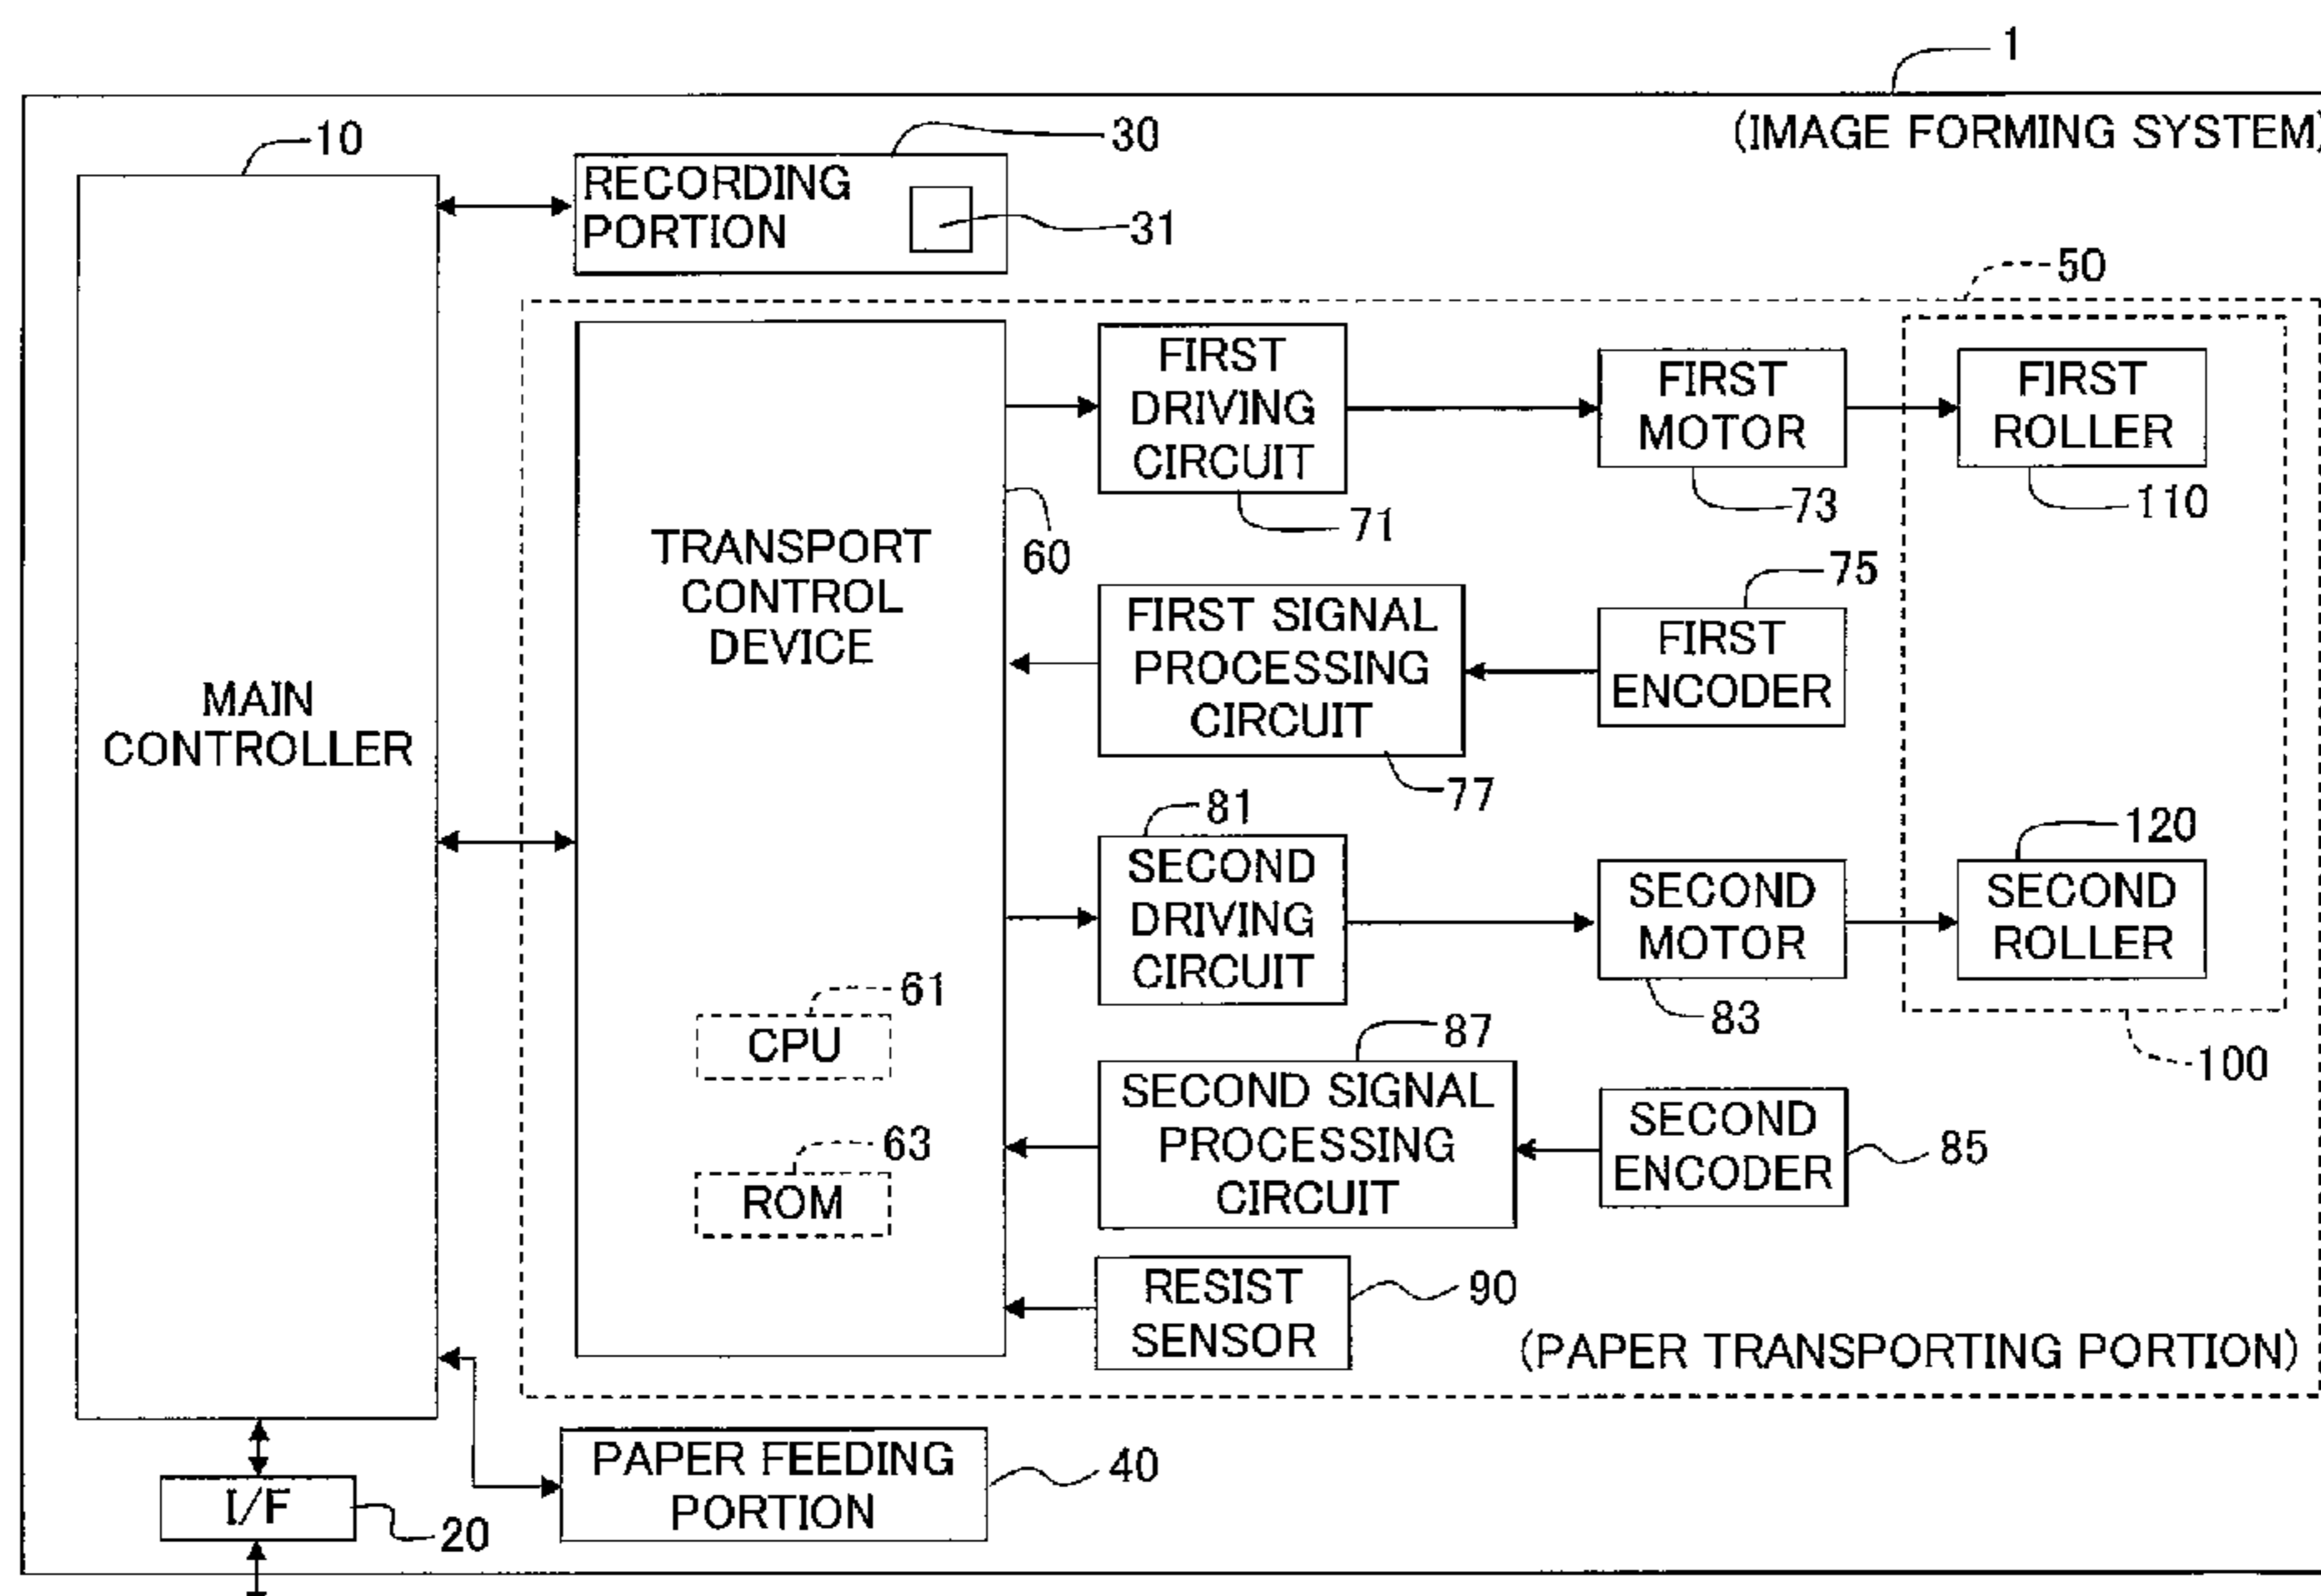 1
(IMAGE FORMING SYSTEM)
10
30
RECORDING
PORTION
31
50
FIRST
DRIVING
CIRCUIT
71
FIRST
MOTOR
73
FIRST
ROLLER
110
60
TRANSPORT
CONTROL
DEVICE
FIRST SIGNAL
PROCESSING
CIRCUIT
77
75
FIRST
ENCODER
MAIN
CONTROLLER
81
SECOND
DRIVING
CIRCUIT
SECOND
MOTOR
83
120
SECOND
ROLLER
100
61
CPU
63
ROM
87
SECOND SIGNAL
PROCESSING
CIRCUIT
SECOND
ENCODER
85
RESIST
SENSOR
90
(PAPER TRANSPORTING PORTION)
I/F
20
PAPER FEEDING
PORTION
40